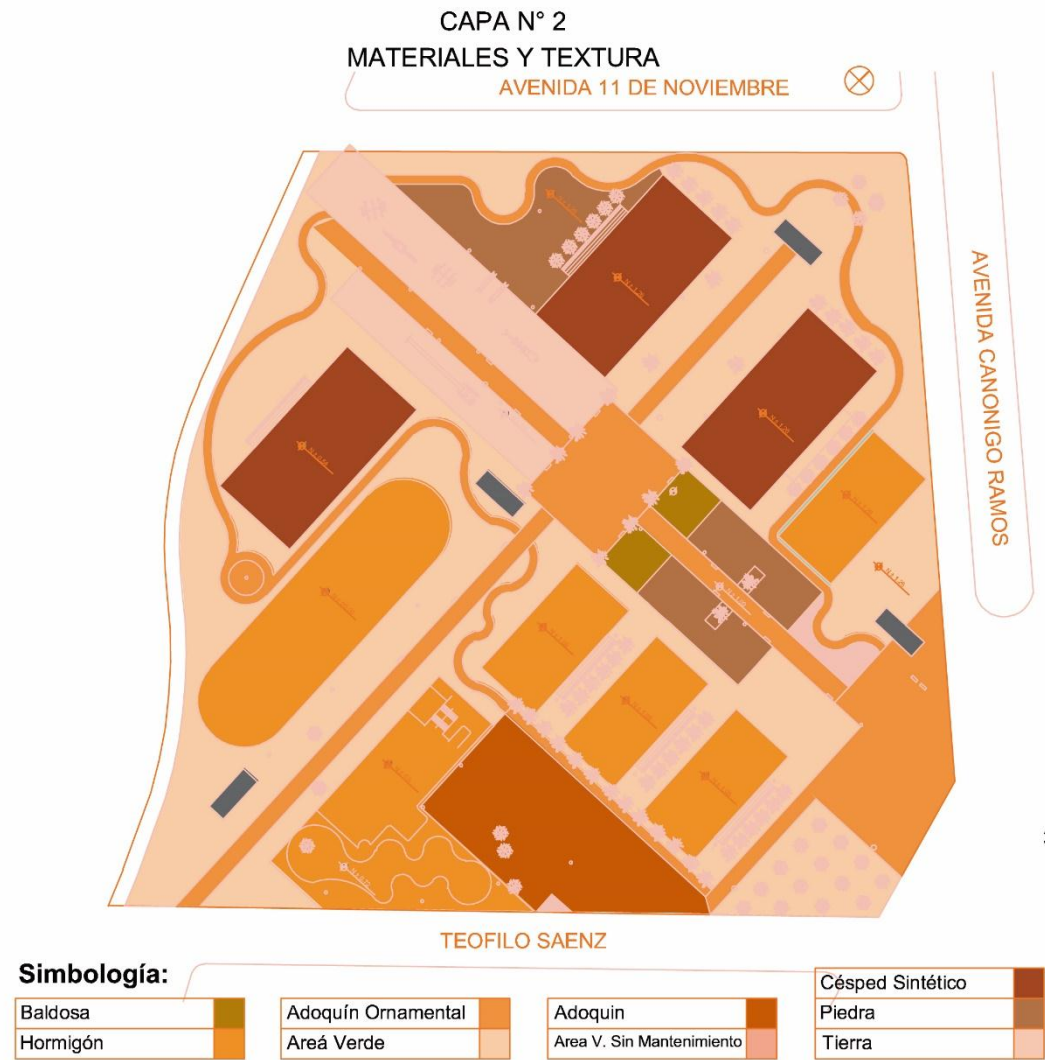 CAPA N° 2
MATERIALES Y TEXTURA
AVENIDA 11 DE NOVIEMBRE
AVENIDA CANONIGO RAMOS
TEOFILO SAENZ
Simbología:
Baldosa
Hormigón
Adoquín Ornamental
Areá Verde
Adoquin
Area V. Sin Mantenimiento
Césped Sintético
Piedra
Tierra